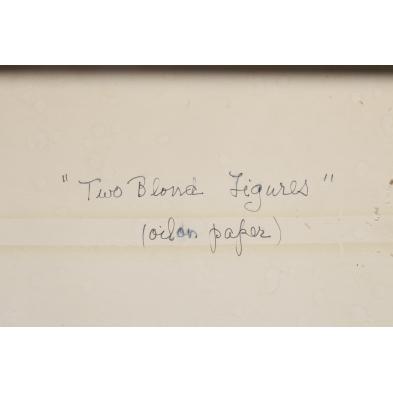 "Two Blond Figures"
(oil on paper)